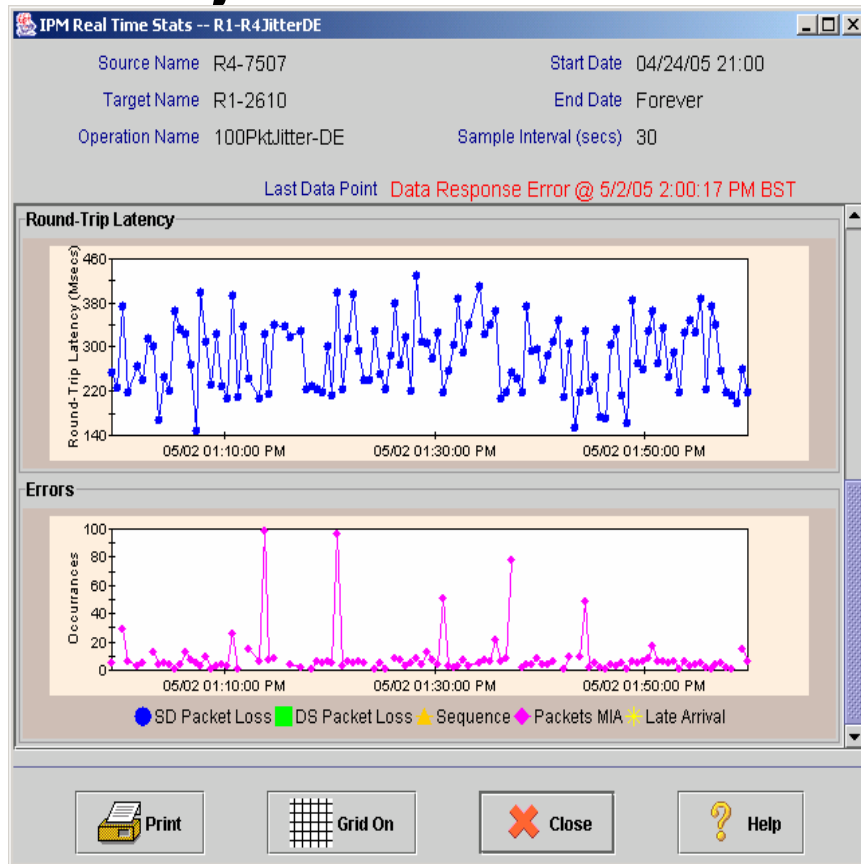 IPM Real Time Stats -- R1-R4JitterDE
Source Name R4-7507 Start Date 04/24/05 21:00
Target Name R1-2610 End Date Forever
Operation Name 100PktJitter-DE Sample Interval (secs) 30
Last Data Point Data Response Error @ 5/2/05 2:00:17 PM BST
Round-Trip Latency
Round-Trip Latency (Msecs)
460
380
300
220
140
05/02 01:10:00 PM 05/02 01:30:00 PM 05/02 01:50:00 PM
Errors
Occurrances
100
80
60
40
20
0
05/02 01:10:00 PM 05/02 01:30:00 PM 05/02 01:50:00 PM
SD Packet Loss DS Packet Loss Sequence Packets MIA Late Arrival
Print Grid On Close Help